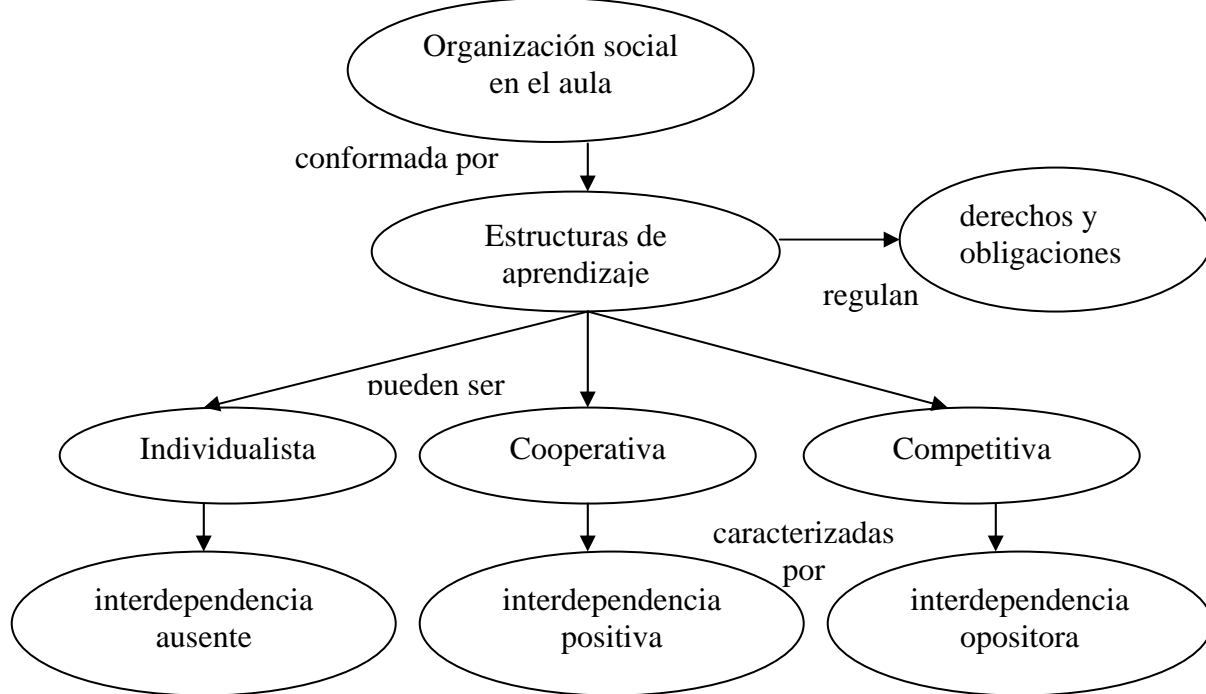 Organización social
en el aula
conformada por
Estructuras de
aprendizaje
derechos y
obligaciones
regulan
pueden ser
Individualista
Cooperativa
Competitiva
caracterizadas
por
interdependencia
ausente
interdependencia
positiva
interdependencia
opositora